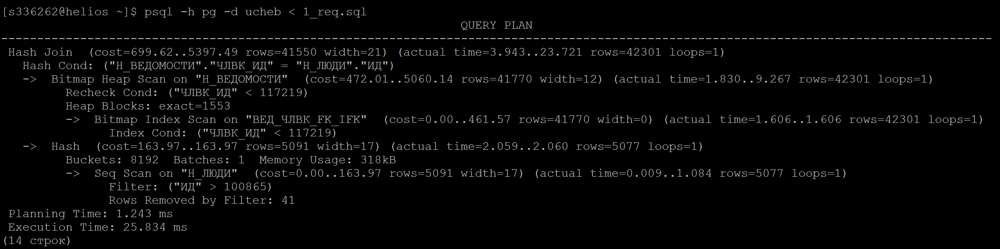 [s336262@helios ~]$ psql -h pg -d ucheb < 1_req.sql
QUERY PLAN
--------------------------------------------------------------------------------------------------------------------------------------------
Hash Join  (cost=699.62..5397.49 rows=41550 width=21) (actual time=3.943..23.721 rows=42301 loops=1)
  Hash Cond: ("Н_ВЕДОМОСТИ"."ЧЛВК_ИД" = "Н_ЛЮДИ"."ИД")
  ->  Bitmap Heap Scan on "Н_ВЕДОМОСТИ"  (cost=472.01..5060.14 rows=41770 width=12) (actual time=1.830..9.267 rows=42301 loops=1)
        Recheck Cond: ("ЧЛВК_ИД" < 117219)
        Heap Blocks: exact=1553
        ->  Bitmap Index Scan on "ВЕД_ЧЛВК_FK_IFK"  (cost=0.00..461.57 rows=41770 width=0) (actual time=1.606..1.606 rows=42301 loops=1)
              Index Cond: ("ЧЛВК_ИД" < 117219)
  ->  Hash  (cost=163.97..163.97 rows=5091 width=17) (actual time=2.059..2.060 rows=5077 loops=1)
        Buckets: 8192  Batches: 1  Memory Usage: 318kB
        ->  Seq Scan on "Н_ЛЮДИ"  (cost=0.00..163.97 rows=5091 width=17) (actual time=0.009..1.084 rows=5077 loops=1)
              Filter: ("ИД" > 100865)
              Rows Removed by Filter: 41
Planning Time: 1.243 ms
Execution Time: 25.834 ms
(14 строк)